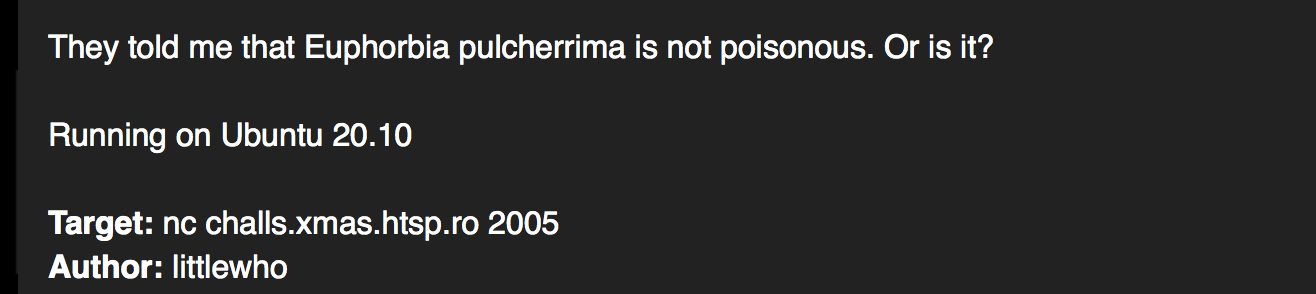 They told me that Euphorbia pulcherrima is not poisonous. Or is it?
Running on Ubuntu 20.10
Target: nc challs.xmas.htsp.ro 2005
Author: littlewho